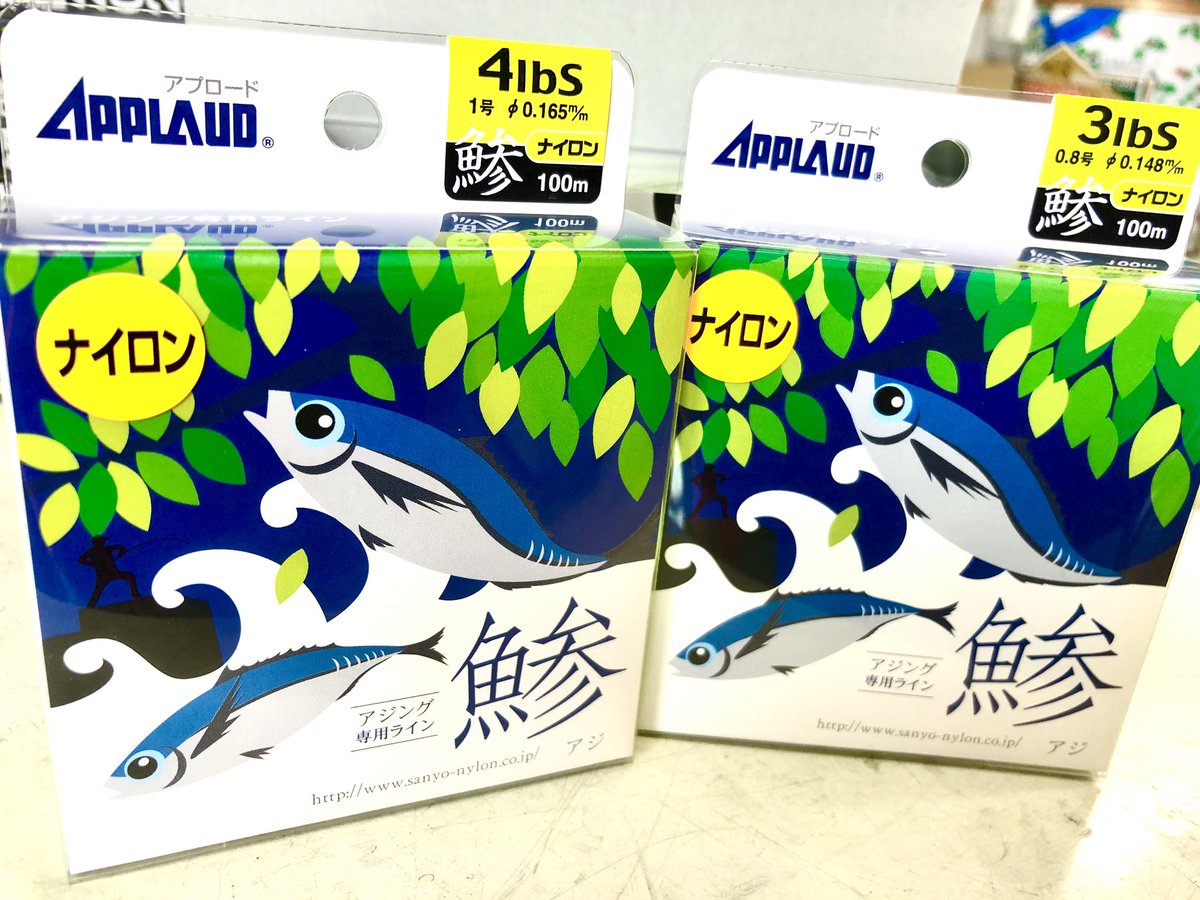 アプロード
APPLAUD®
4lbS
1号 φ0.165m/m
鯵 ナイロン
100m
ナイロン
アジング
専用ライン
鯵
アジ
http://www.sanyo-nylon.co.jp/
アプロード
APPLAUD®
3lbS
0.8号 φ0.148m/m
鯵 ナイロン
100m
ナイロン
アジング
専用ライン
鯵
アジ
http://www.sanyo-nylon.co.jp/